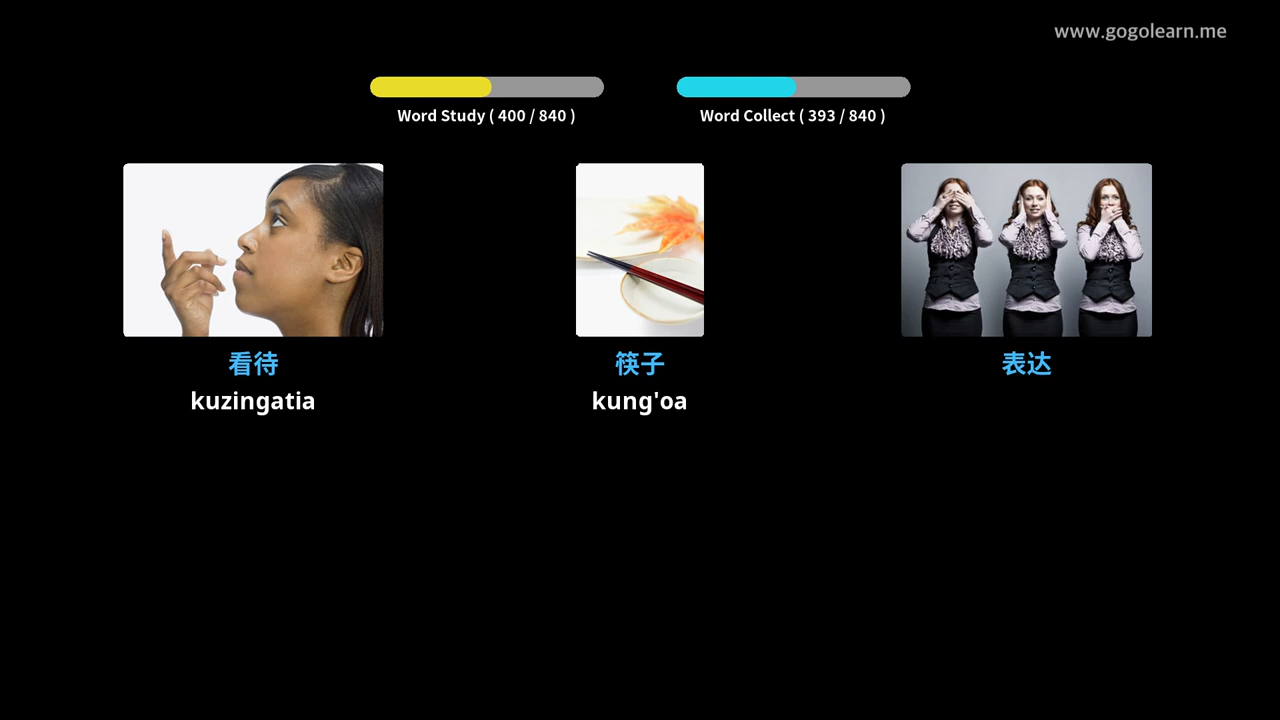 www.gogolearn.me
Word Study ( 400 / 840 )
Word Collect ( 393 / 840 )
看待
kuzingatia
筷子
kung'oa
表达